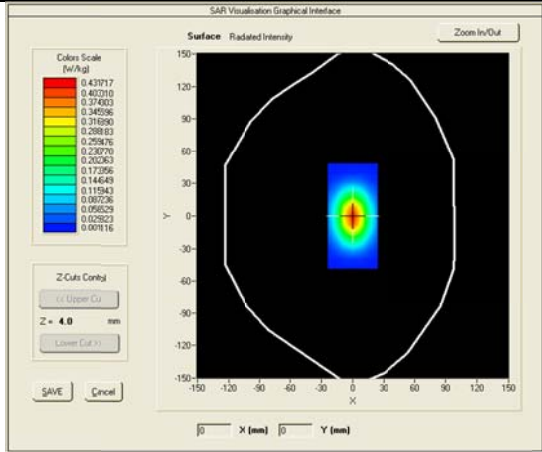 SAR Visualisation Graphical Interface
Surface Radiated Intensity
Zoom In/Out
Colors Scale
(W/kg)
0.431717
0.403010
0.374303
0.345596
0.316890
0.288183
0.259476
0.230770
0.202063
0.173356
0.144649
0.115943
0.087236
0.058529
0.029823
0.001116
Z-Cuts Control
<< Upper Cu
Z = 4.0 mm
Lower Cut >>
SAVE
Cancel
150
120
90
60
30
0
-30
-60
-90
-120
-150
Y
-150 -120 -90 -60 -30 0 30 60 90 120 150
X
0 X (mm) 0 Y (mm)